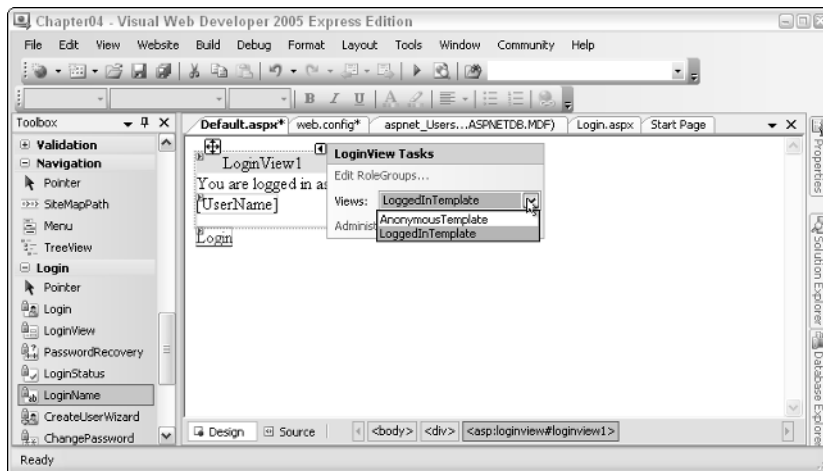 Chapter04 - Visual Web Developer 2005 Express Edition
File Edit View Website Build Debug Format Layout Tools Window Community Help
B I U A
Toolbox
Default.aspx* web.config* aspnet_Users...ASPNETDB.MDF) Login.aspx Start Page
Validation
Navigation
Pointer
SiteMapPath
Menu
TreeView
Login
Pointer
Login
LoginView
PasswordRecovery
LoginStatus
LoginName
CreateUserWizard
ChangePassword
LoginView1
You are logged in as
[UserName]
Login
LoginView Tasks
Edit RoleGroups...
Views: LoggedInTemplate
AnonymousTemplate
LoggedInTemplate
Administ
Properties
Solution Explorer
Database Explorer
Design Source <body> <div> <asp:loginview#loginview1>
Ready